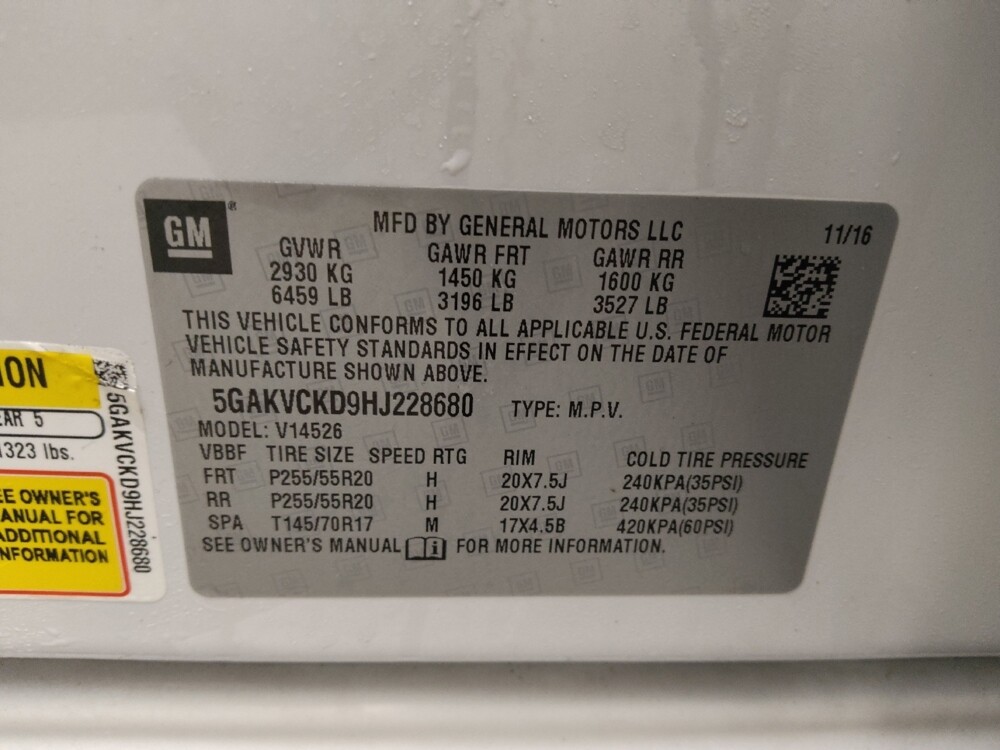 GM®
MFD BY GENERAL MOTORS LLC
11/16
GVWR GAWR FRT GAWR RR
2930 KG 1450 KG 1600 KG
6459 LB 3196 LB 3527 LB
THIS VEHICLE CONFORMS TO ALL APPLICABLE U.S. FEDERAL MOTOR
VEHICLE SAFETY STANDARDS IN EFFECT ON THE DATE OF
MANUFACTURE SHOWN ABOVE.
5GAKVCKD9HJ228680 TYPE: M.P.V.
MODEL: V14526
VBBF TIRE SIZE SPEED RTG RIM COLD TIRE PRESSURE
FRT P255/55R20 H 20X7.5J 240KPA(35PSI)
RR P255/55R20 H 20X7.5J 240KPA(35PSI)
SPA T145/70R17 M 17X4.5B 420KPA(60PSI)
SEE OWNER'S MANUAL i FOR MORE INFORMATION.
ION
EAR 5
1323 lbs.
EE OWNER'S
ANUAL FOR
ADDITIONAL
NFORMATION
5GAKVCKD9HJ228680